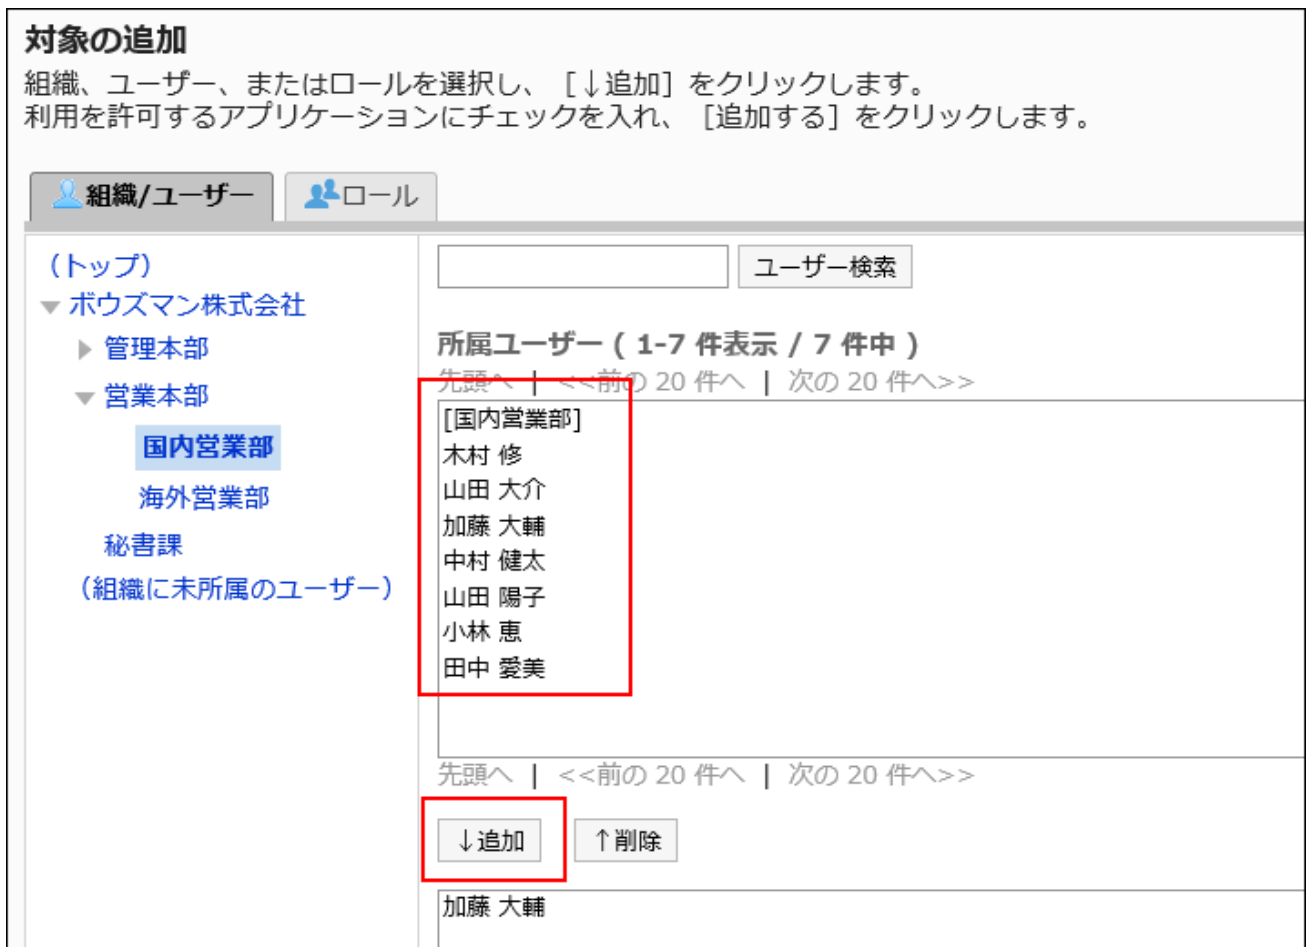 対象の追加
組織、ユーザー、またはロールを選択し、［↓追加］をクリックします。
利用を許可するアプリケーションにチェックを入れ、［追加する］をクリックします。
組織/ユーザー
ロール
（トップ）
ボウズマン株式会社
管理本部
営業本部
国内営業部
海外営業部
秘書課
（組織に未所属のユーザー）
ユーザー検索
所属ユーザー ( 1-7 件表示 / 7 件中 )
先頭へ | <<前の 20 件へ | 次の 20 件へ>>
[国内営業部]
木村 修
山田 大介
加藤 大輔
中村 健太
山田 陽子
小林 恵
田中 愛美
先頭へ | <<前の 20 件へ | 次の 20 件へ>>
↓追加
↑削除
加藤 大輔